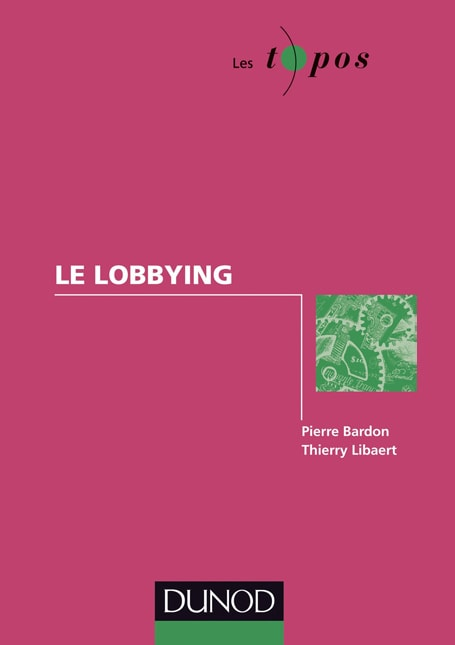 Les topos
LE LOBBYING
Pierre Bardon
Thierry Libaert
DUNOD